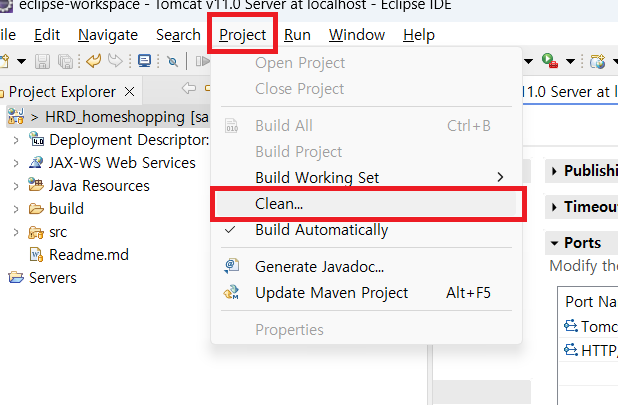 eclipse-workspace - Tomcat v11.0 Server at localhost - Eclipse IDE
File Edit Navigate Search Project Run Window Help
Project Explorer
11.0 Server at l
> HRD_homeshopping [sa
Deployment Descriptor:
JAX-WS Web Services
Java Resources
build
src
Readme.md
Servers
Open Project
Close Project
Build All Ctrl+B
Build Project
Build Working Set
Clean...
Build Automatically
Generate Javadoc...
Update Maven Project Alt+F5
Properties
Publishi
Timeou
Ports
Modify the
Port Na
Tomc
HTTP/